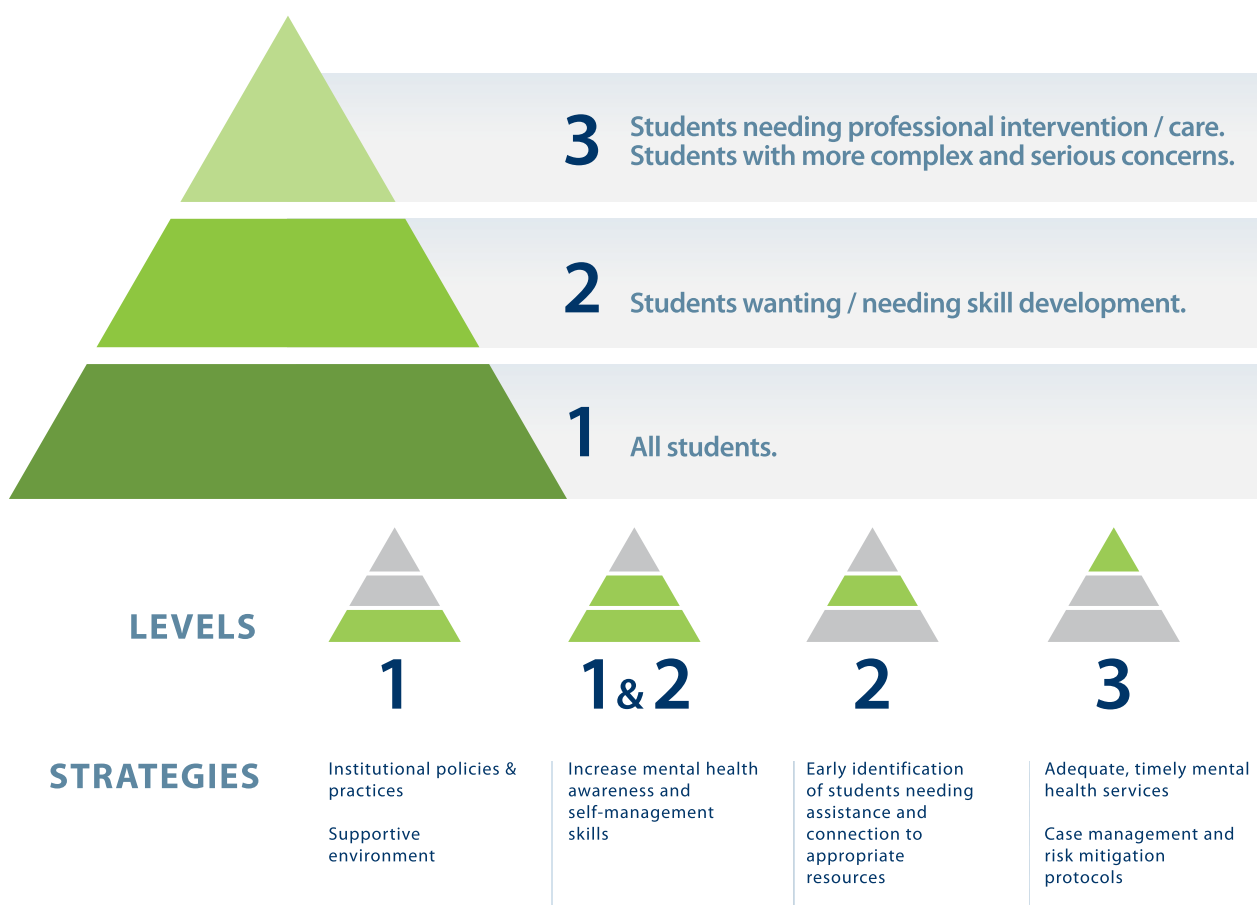 3
Students needing professional intervention / care.
Students with more complex and serious concerns.
2
Students wanting / needing skill development.
1
All students.
LEVELS
1
1 & 2
2
3
STRATEGIES
Institutional policies &
practices
Supportive
environment
Increase mental health
awareness and
self-management
skills
Early identification
of students needing
assistance and
connection to
appropriate
resources
Adequate, timely mental
health services
Case management and
risk mitigation
protocols